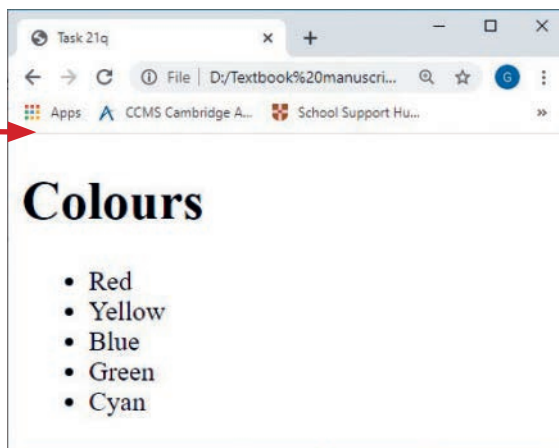 Task 21q
File | D:/Textbook%20manuscri...
G
Apps CCMS Cambridge A... School Support Hu...
Colours
• Red
• Yellow
• Blue
• Green
• Cyan